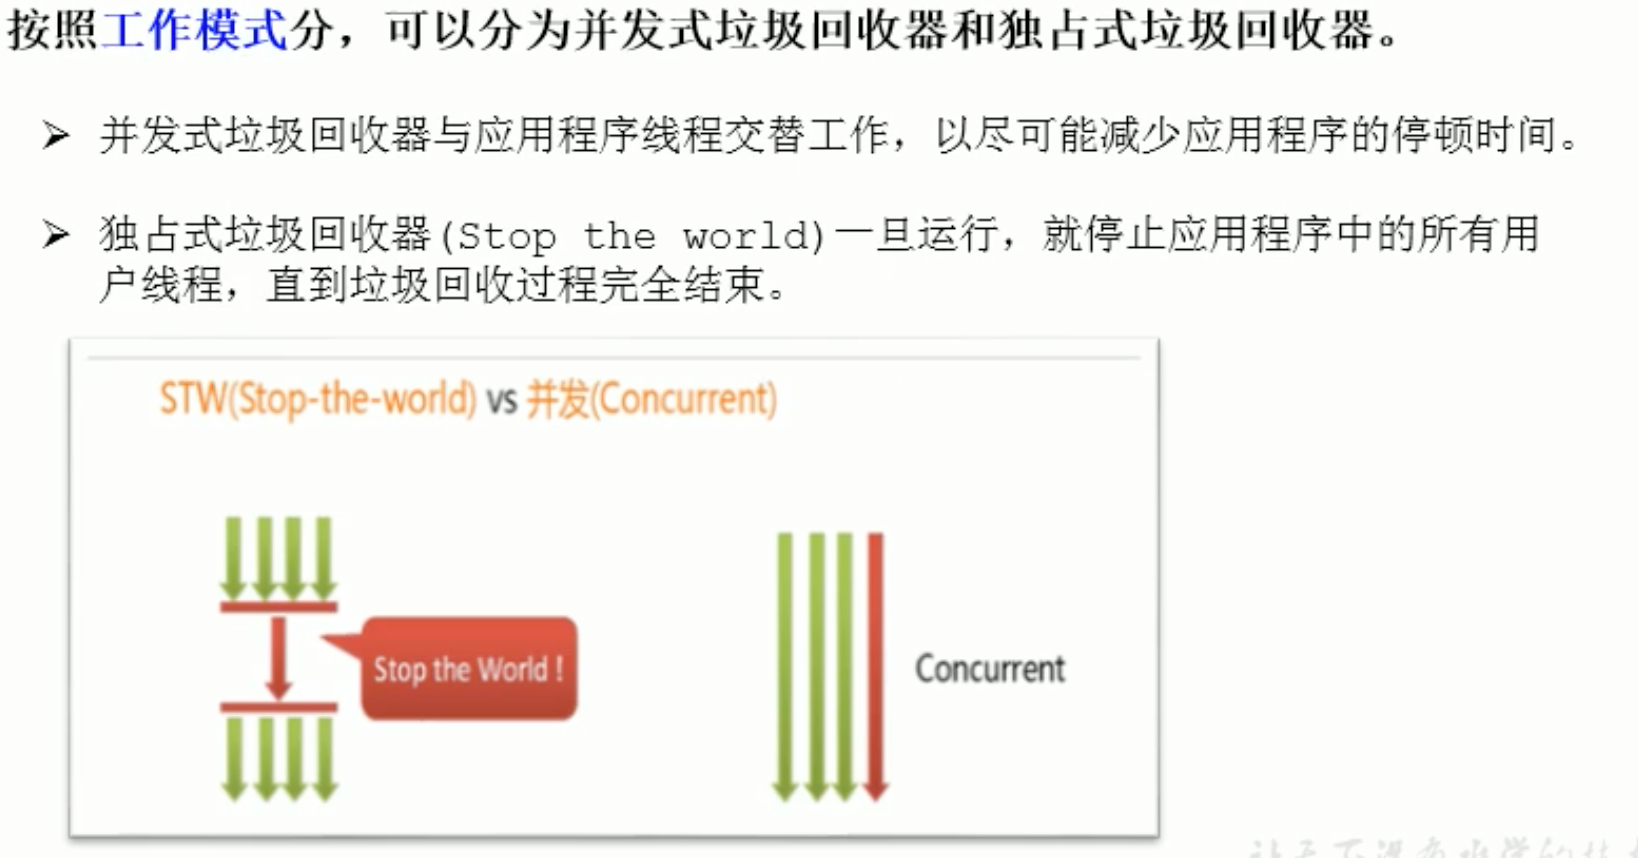 按照工作模式分，可以分为并发式垃圾回收器和独占式垃圾回收器。
➢ 并发式垃圾回收器与应用程序线程交替工作，以尽可能减少应用程序的停顿时间。
➢ 独占式垃圾回收器(Stop the world)一旦运行，就停止应用程序中的所有用
户线程，直到垃圾回收过程完全结束。
STW(Stop-the-world) vs 并发(Concurrent)
Stop the World !
Concurrent